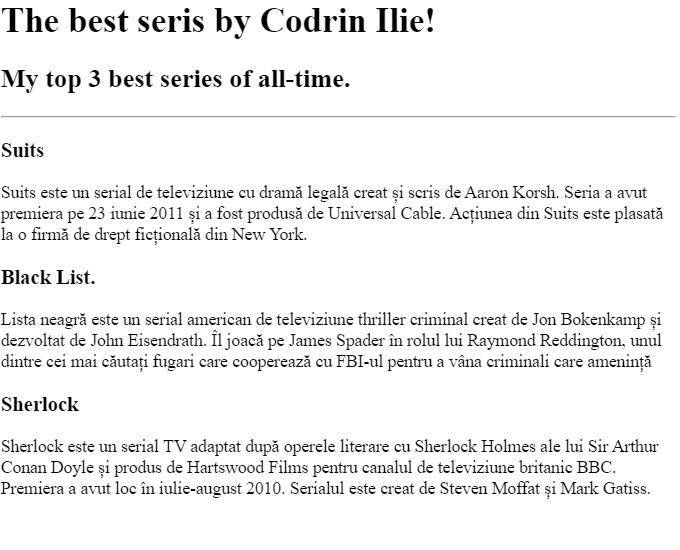 The best seris by Codrin Ilie!
My top 3 best series of all-time.
Suits
Suits este un serial de televiziune cu dramă legală creat și scris de Aaron Korsh. Seria a avut
premiera pe 23 iunie 2011 și a fost produsă de Universal Cable. Acțiunea din Suits este plasată
la o firmă de drept ficțională din New York.
Black List.
Lista neagră este un serial american de televiziune thriller criminal creat de Jon Bokenkamp și
dezvoltat de John Eisendrath. Îl joacă pe James Spader în rolul lui Raymond Reddington, unul
dintre cei mai căutați fugari care cooperează cu FBI-ul pentru a vâna criminali care amenință
Sherlock
Sherlock este un serial TV adaptat după operele literare cu Sherlock Holmes ale lui Sir Arthur
Conan Doyle și produs de Hartswood Films pentru canalul de televiziune britanic BBC.
Premiera a avut loc în iulie-august 2010. Serialul este creat de Steven Moffat și Mark Gatiss.